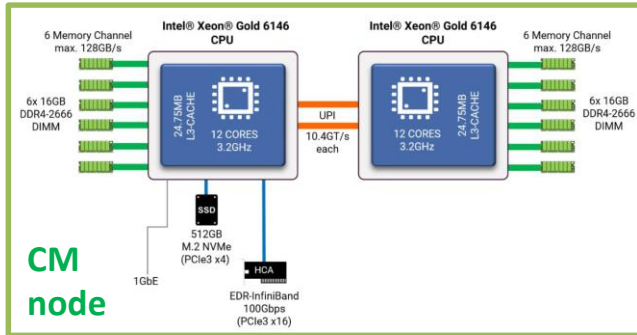 Intel® Xeon® Gold 6146
CPU
Intel® Xeon® Gold 6146
CPU
6 Memory Channel
max. 128GB/s
6 Memory Channel
max. 128GB/s
6x 16GB
DDR4-2666
DIMM
24.75MB
L3-CACHE
12 CORES
3.2GHz
UPI
10.4GT/s
each
12 CORES
3.2GHz
24.75MB
L3-CACHE
6x 16GB
DDR4-2666
DIMM
SSD
512GB
M.2 NVMe
(PCIe3 x4)
1GbE
HCA
EDR-InfiniBand
100Gbps
(PCIe3 x16)
CM
node